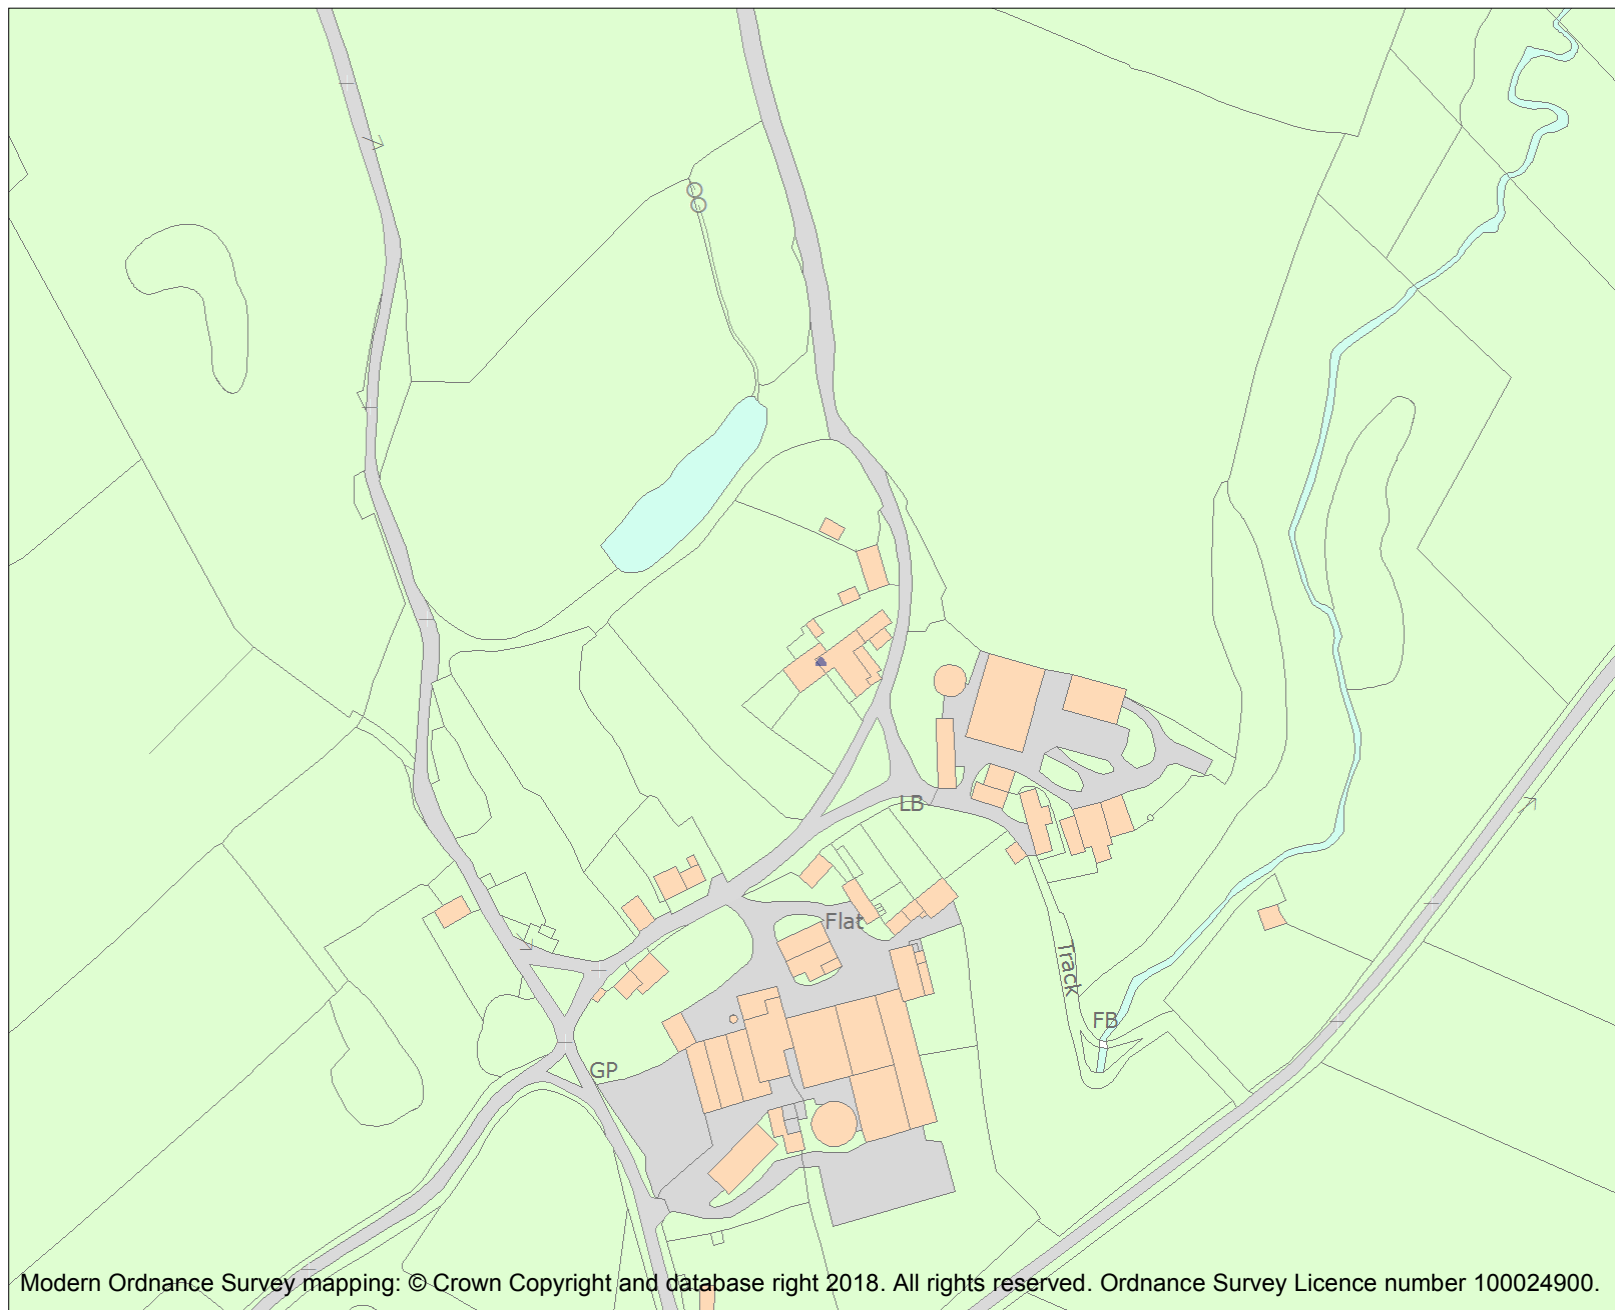 LB
Flat
Track
FB
GP
Modern Ordnance Survey mapping: © Crown Copyright and database right 2018. All rights reserved. Ordnance Survey Licence number 100024900.